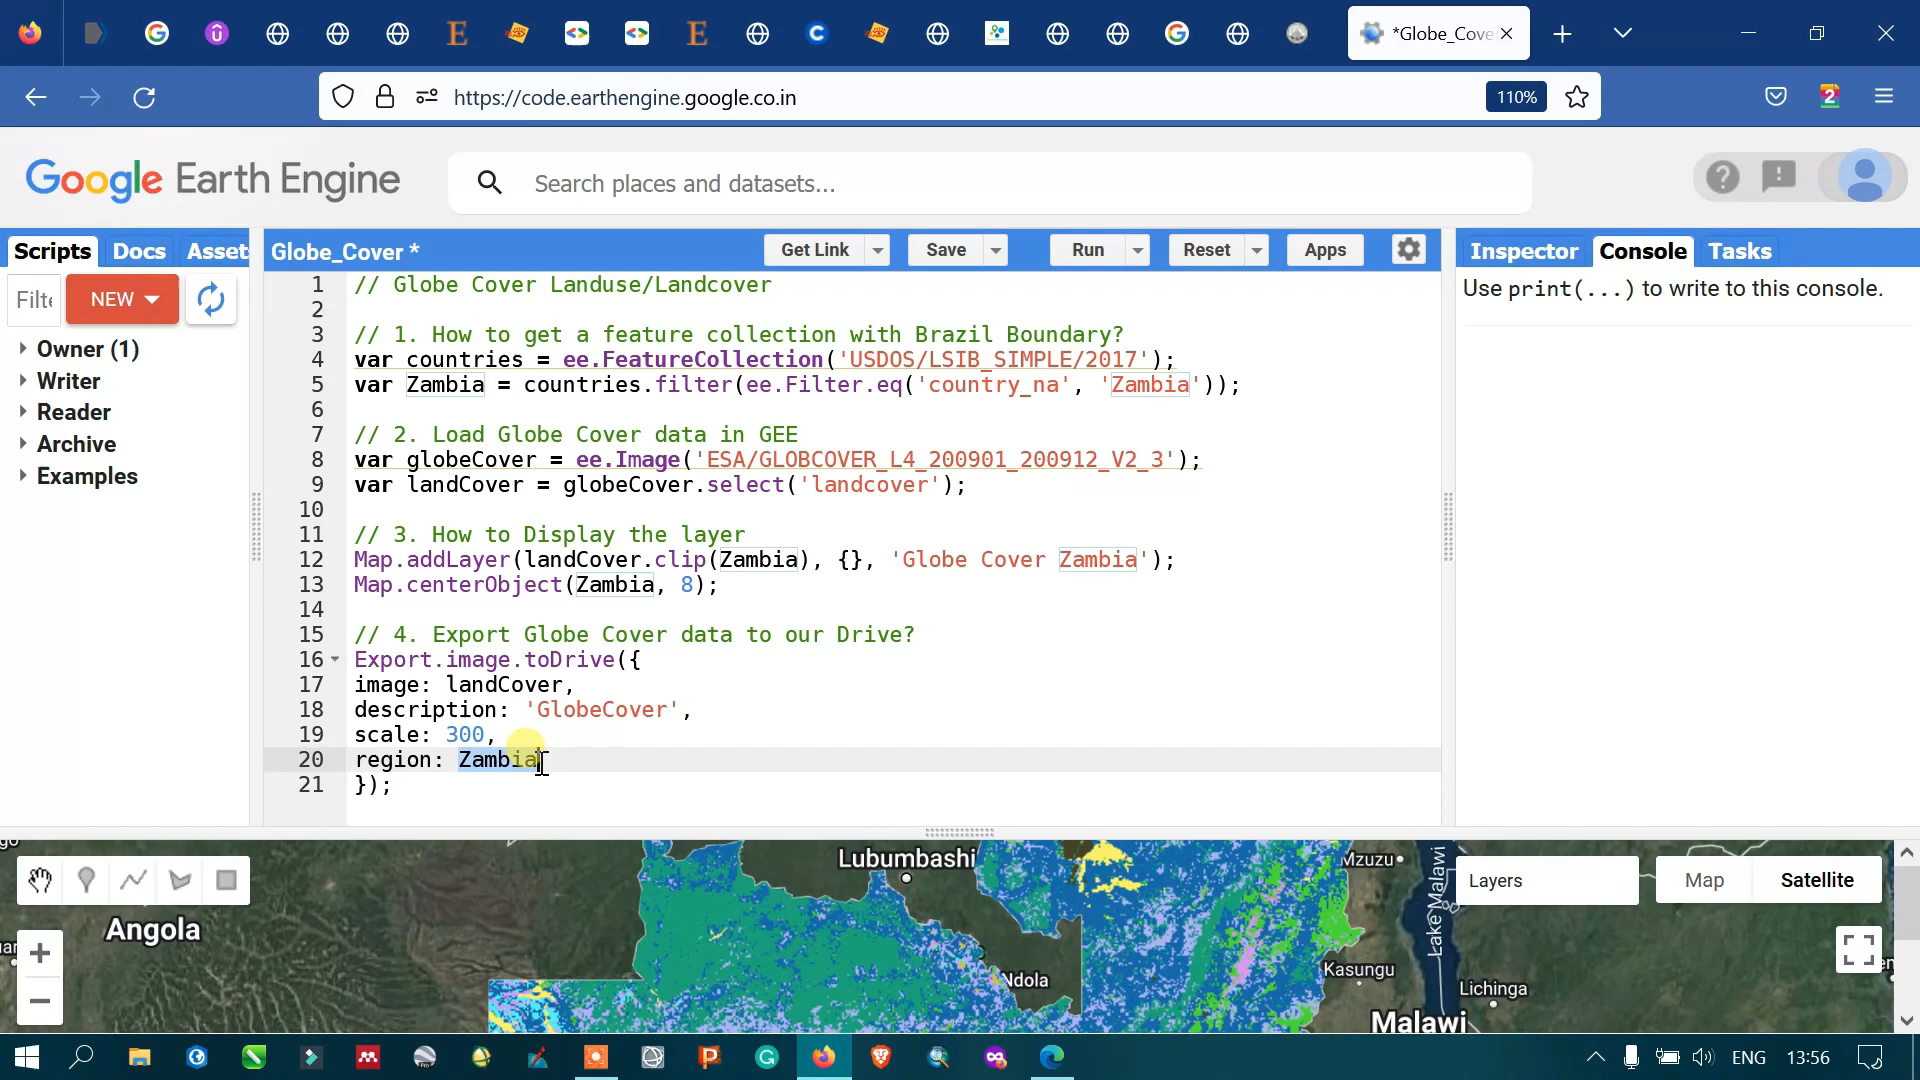 *Globe_Cove
https://code.earthengine.google.co.in
110%
2
Google Earth Engine
Search places and datasets...
Scripts
Docs
Asset
Globe_Cover *
Get Link
Save
Run
Reset
Apps
Inspector
Console
Tasks
Filte
NEW
Owner (1)
Writer
Reader
Archive
Examples
Use print(...) to write to this console.
1 // Globe Cover Landuse/Landcover
2
3 // 1. How to get a feature collection with Brazil Boundary?
4 var countries = ee.FeatureCollection('USDOS/LSIB_SIMPLE/2017');
5 var Zambia = countries.filter(ee.Filter.eq('country_na', 'Zambia'));
6
7 // 2. Load Globe Cover data in GEE
8 var globeCover = ee.Image('ESA/GLOBCOVER_L4_200901_200912_V2_3');
9 var landCover = globeCover.select('landcover');
10
11 // 3. How to Display the layer
12 Map.addLayer(landCover.clip(Zambia), {}, 'Globe Cover Zambia');
13 Map.centerObject(Zambia, 8);
14
15 // 4. Export Globe Cover data to our Drive?
16 Export.image.toDrive({
17 image: landCover,
18 description: 'GlobeCover',
19 scale: 300,
20 region: Zambia
21 });
Lubumbashi
Mzuzu
Lake Malawi
Layers
Map
Satellite
Angola
Ndola
Kasungu
Lichinga
Malawi
ENG
13:56